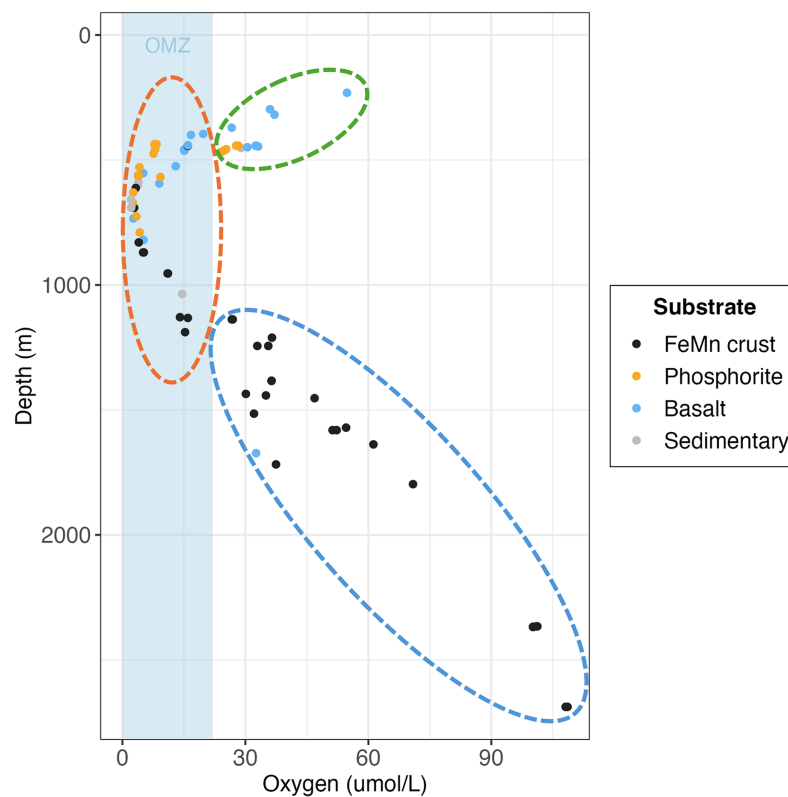 OMZ
0
1000
2000
Depth (m)
0 30 60 90
Oxygen (umol/L)
Substrate
FeMn crust
Phosphorite
Basalt
Sedimentary